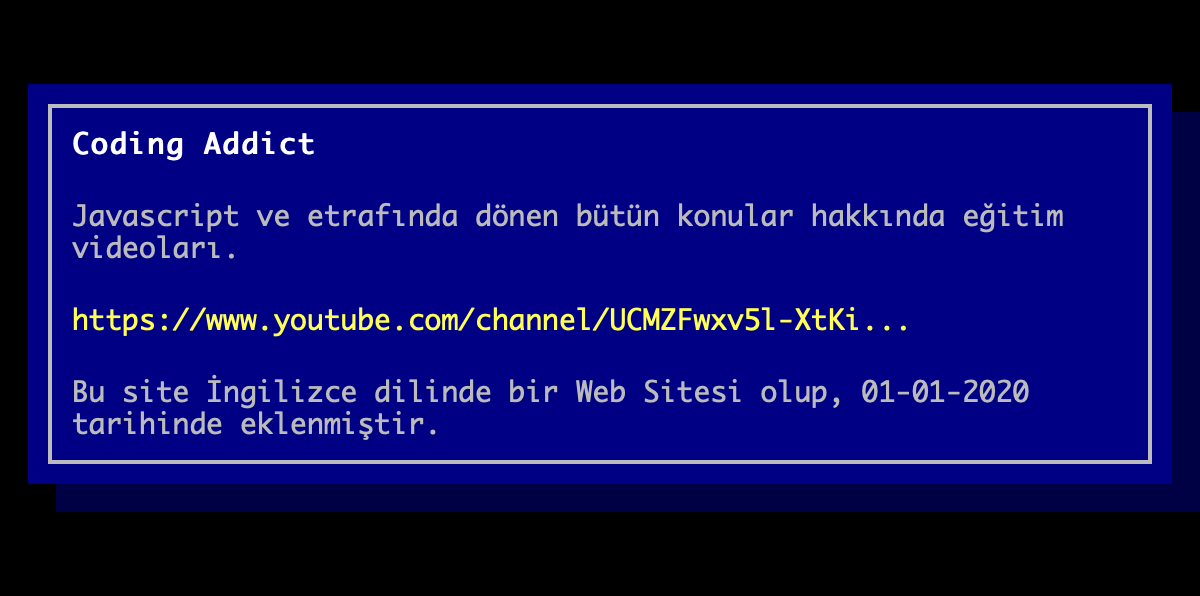 Coding Addict
Javascript ve etrafında dönen bütün konular hakkında eğitim
videoları.
https://www.youtube.com/channel/UCMZFwxv5l-XtKi...
Bu site İngilizce dilinde bir Web Sitesi olup, 01-01-2020
tarihinde eklenmiştir.